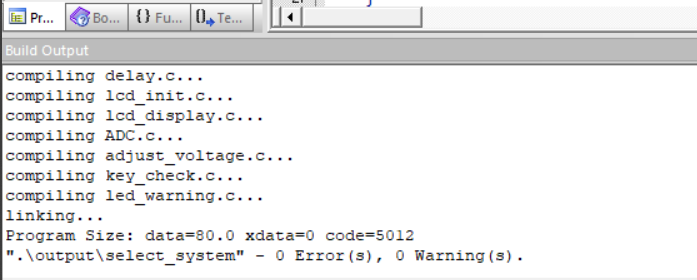 Pr... Bo... {} Fu... 0 Te...
Build Output
compiling delay.c...
compiling lcd_init.c...
compiling lcd_display.c...
compiling ADC.c...
compiling adjust_voltage.c...
compiling key_check.c...
compiling led_warning.c...
linking...
Program Size: data=80.0 xdata=0 code=5012
".\output\select_system" - 0 Error(s), 0 Warning(s).